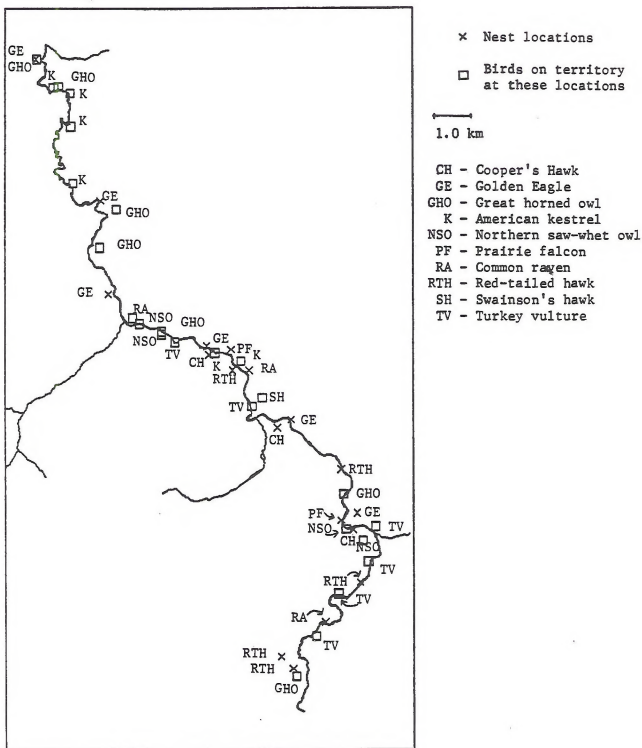 GE
GHO
K GHO
K
K
K
GE
GHO
GHO
GE
RA
NSO
GHO
NSO
TV
GE
PF
K
CH
K
RTH
RA
SH
TV
GE
CH
RTH
GHO
PF
GE
NSO
TV
CH
NSO
TV
RTH
TV
RA
TV
RTH
RTH
GHO
× Nest locations
Birds on territory
at these locations
1.0 km
CH - Cooper's Hawk
GE - Golden Eagle
GHO - Great horned owl
K - American kestrel
NSO - Northern saw-whet owl
PF - Prairie falcon
RA - Common raven
RTH - Red-tailed hawk
SH - Swainson's hawk
TV - Turkey vulture